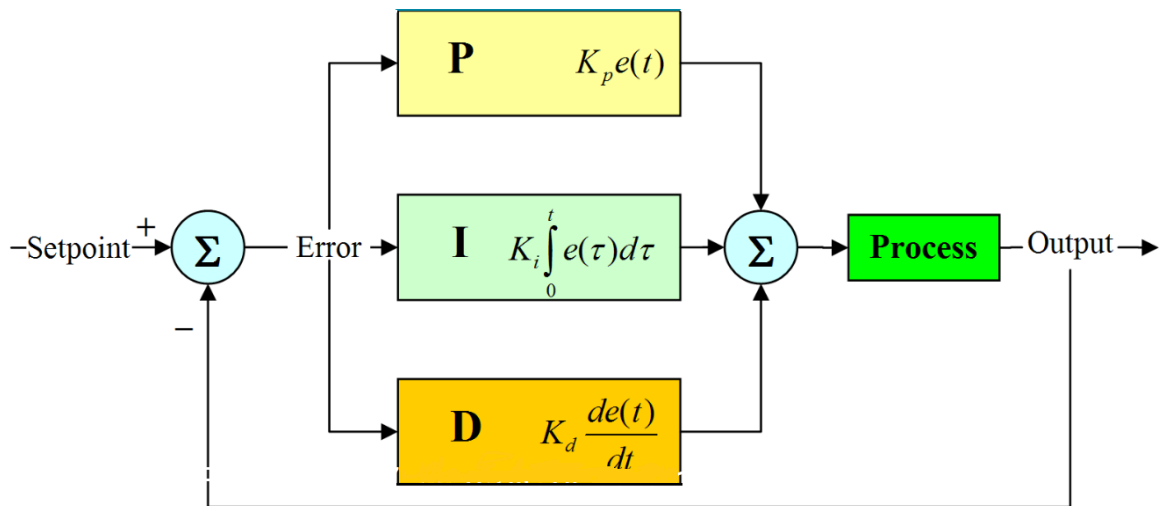 P K_p e(t)
–Setpoint + Σ Error I K_i ∫_0^t e(τ)dτ Σ Process Output
–
D K_d de(t)/dt